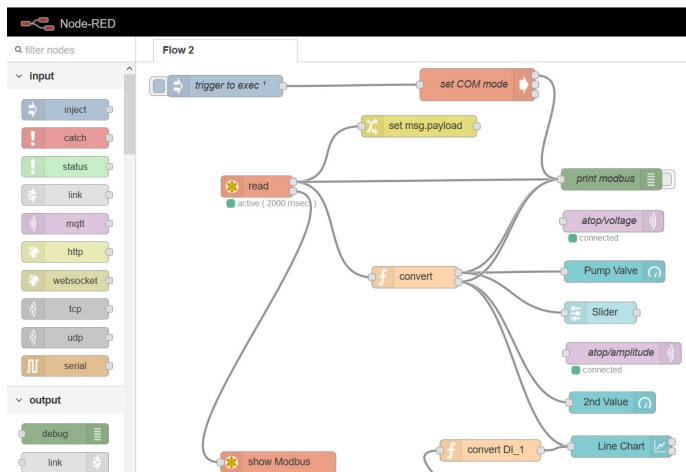 Node-RED
filter nodes
Flow 2
input
inject
catch
status
link
mqtt
http
websocket
tcp
udp
serial
output
debug
link
trigger to exec ¹
set COM mode
set msg.payload
read
active ( 2000 msec. )
print modbus
atop/voltage
connected
convert
Pump Valve
Slider
atop/amplitude
connected
2nd Value
convert DI_1
Line Chart
show Modbus